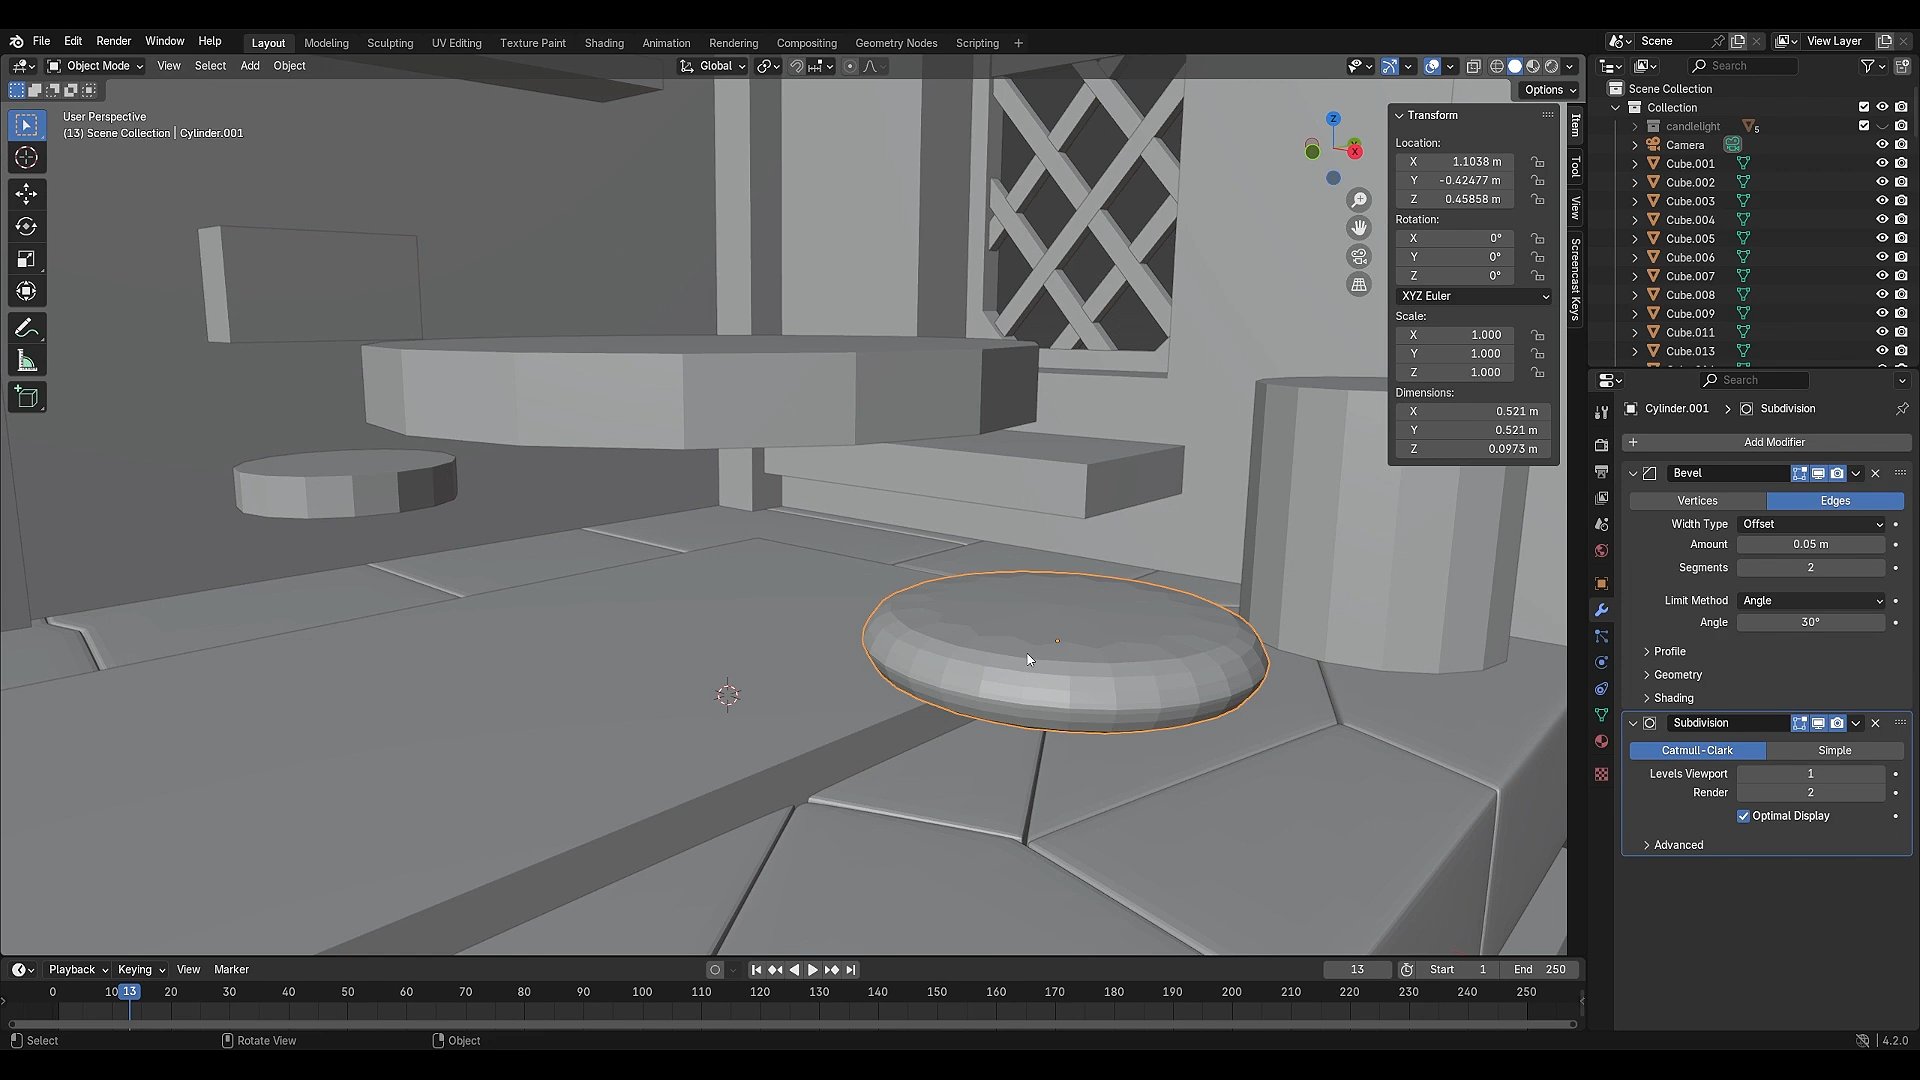 File Edit Render Window Help Layout Modeling Sculpting UV Editing Texture Paint Shading Animation Rendering Compositing Geometry Nodes Scripting + Scene View Layer
Object Mode View Select Add Object Global Search
Options
User Perspective
(13) Scene Collection | Cylinder.001
Transform
Location:
X 1.1038 m
Y -0.42477 m
Z 0.45858 m
Rotation:
X 0°
Y 0°
Z 0°
XYZ Euler
Scale:
X 1.000
Y 1.000
Z 1.000
Dimensions:
X 0.521 m
Y 0.521 m
Z 0.0973 m
Item
Tool
View
Screencast Keys
Z
X
Scene Collection
Collection
candlelight 5
Camera
Cube.001
Cube.002
Cube.003
Cube.004
Cube.005
Cube.006
Cube.007
Cube.008
Cube.009
Cube.011
Cube.013
Search
Cylinder.001 > Subdivision
+ Add Modifier
Bevel
Vertices Edges
Width Type Offset
Amount 0.05 m
Segments 2
Limit Method Angle
Angle 30°
Profile
Geometry
Shading
Subdivision
Catmull-Clark Simple
Levels Viewport 1
Render 2
Optimal Display
Advanced
Playback Keying View Marker 13 Start 1 End 250
0 10 13 20 30 40 50 60 70 80 90 100 110 120 130 140 150 160 170 180 190 200 210 220 230 240 250
Select Rotate View Object 4.2.0